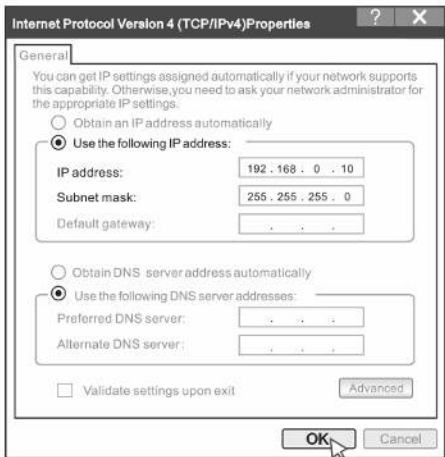 Internet Protocol Version 4 (TCP/IPv4)Properties ? X
General
You can get IP settings assigned automatically if your network supports
this capability. Otherwise,you need to ask your network administrator for
the appropriate IP settings.
Obtain an IP address automatically
Use the following IP address:
IP address: 192 . 168 . 0 . 10
Subnet mask: 255 . 255 . 255 . 0
Default gateway: . . .
Obtain DNS server address automatically
Use the following DNS server addresses:
Preferred DNS server: . . .
Alternate DNS server: . . .
Validate settings upon exit
Advanced
OK
Cancel